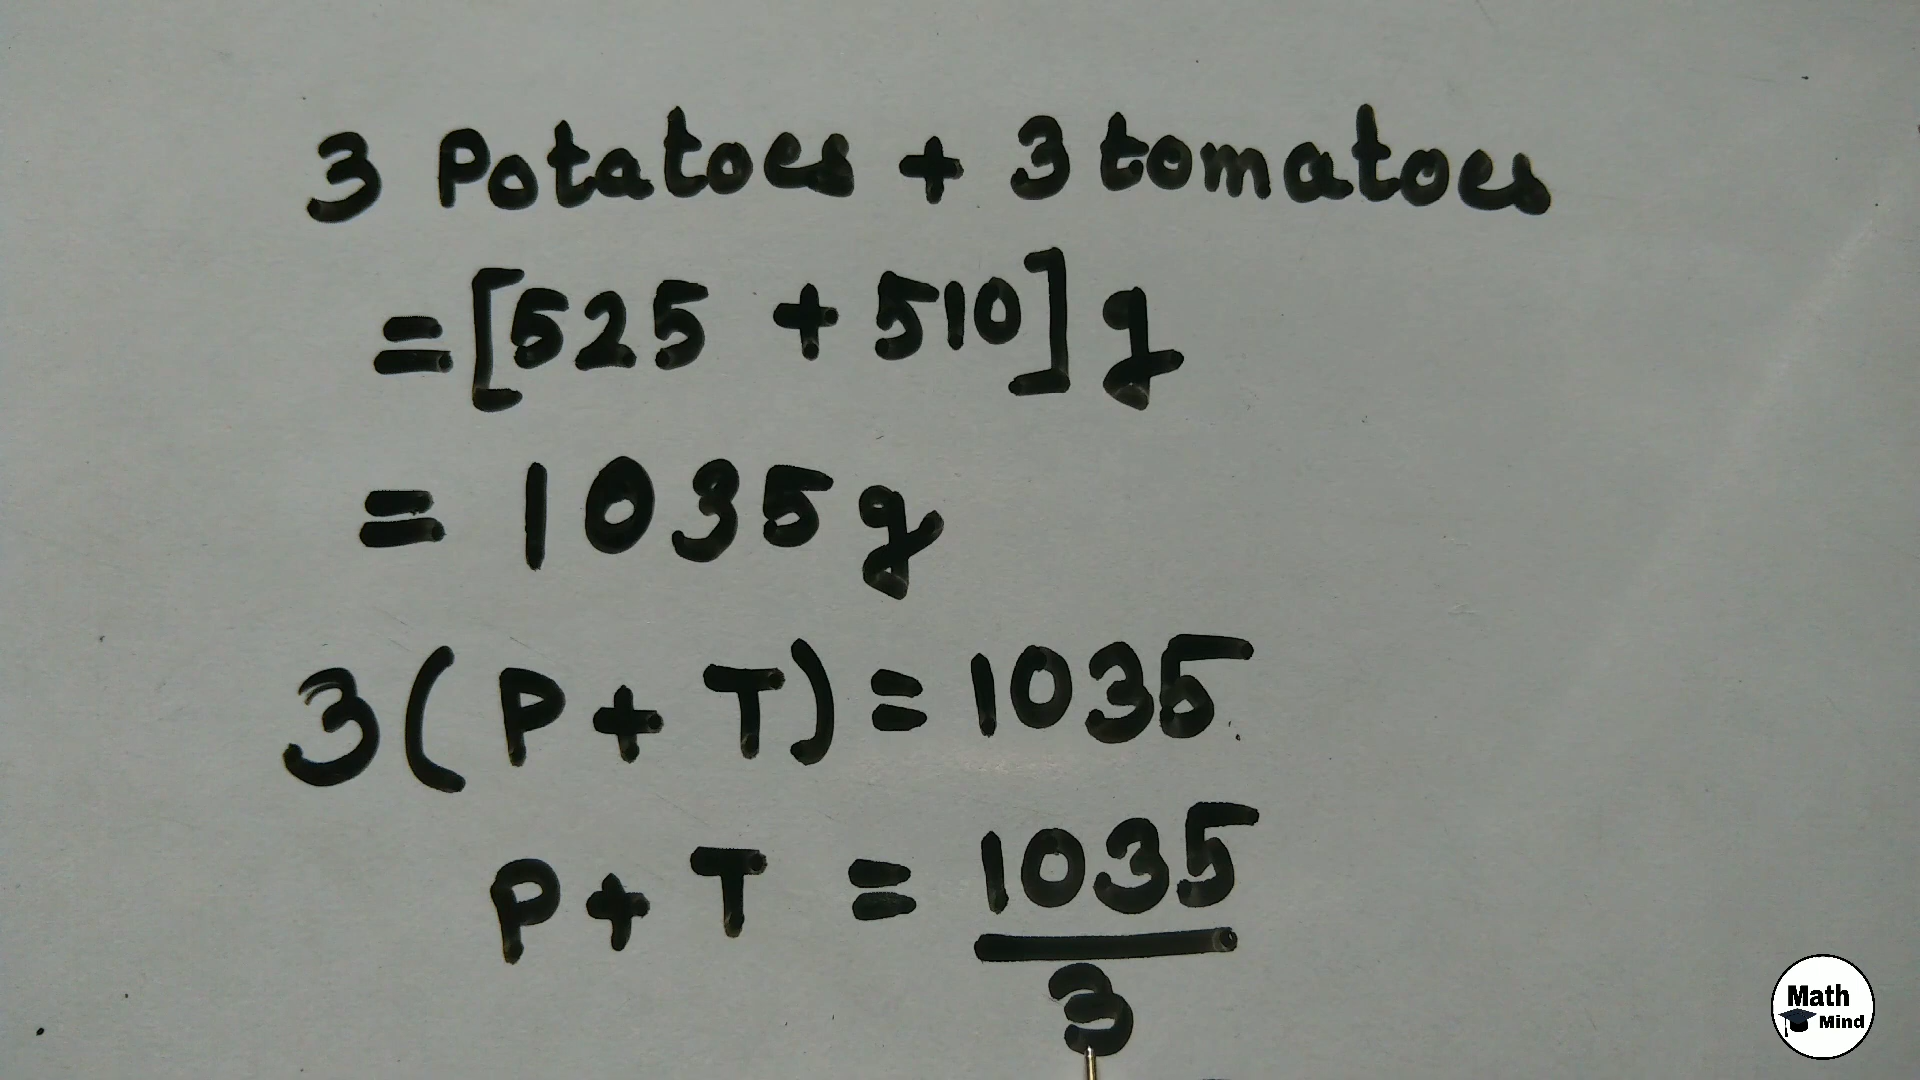 3 Potatoes + 3 tomatoes
= [525 + 510] g
= 1035 g
3 ( P + T ) = 1035
P + T = 1035
3
Math
Mind